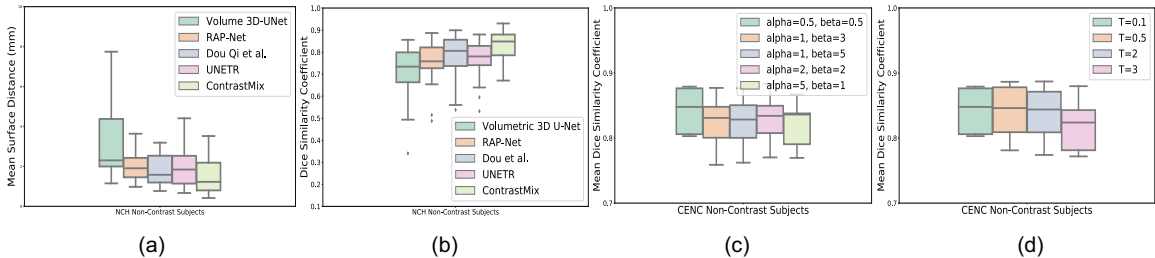 Mean Surface Distance (mm)
10
8
6
4
2
0
Volume 3D-UNet
RAP-Net
Dou Qi et al.
UNETR
ContrastMix
NCH Non-Contrast Subjects
(a)
Dice Similarity Coefficient
1.0
0.9
0.8
0.7
0.6
0.5
0.4
0.3
0.2
0.1
Volumetric 3D U-Net
RAP-Net
Dou et al.
UNETR
ContrastMix
NCH Non-Contrast Subjects
(b)
Mean Dice Similarity Coefficient
1.0
0.9
0.8
0.7
alpha=0.5, beta=0.5
alpha=1, beta=3
alpha=1, beta=5
alpha=2, beta=2
alpha=5, beta=1
CENC Non-Contrast Subjects
(c)
Mean Dice Similarity Coefficient
1.0
0.9
0.8
0.7
T=0.1
T=0.5
T=2
T=3
CENC Non-Contrast Subjects
(d)